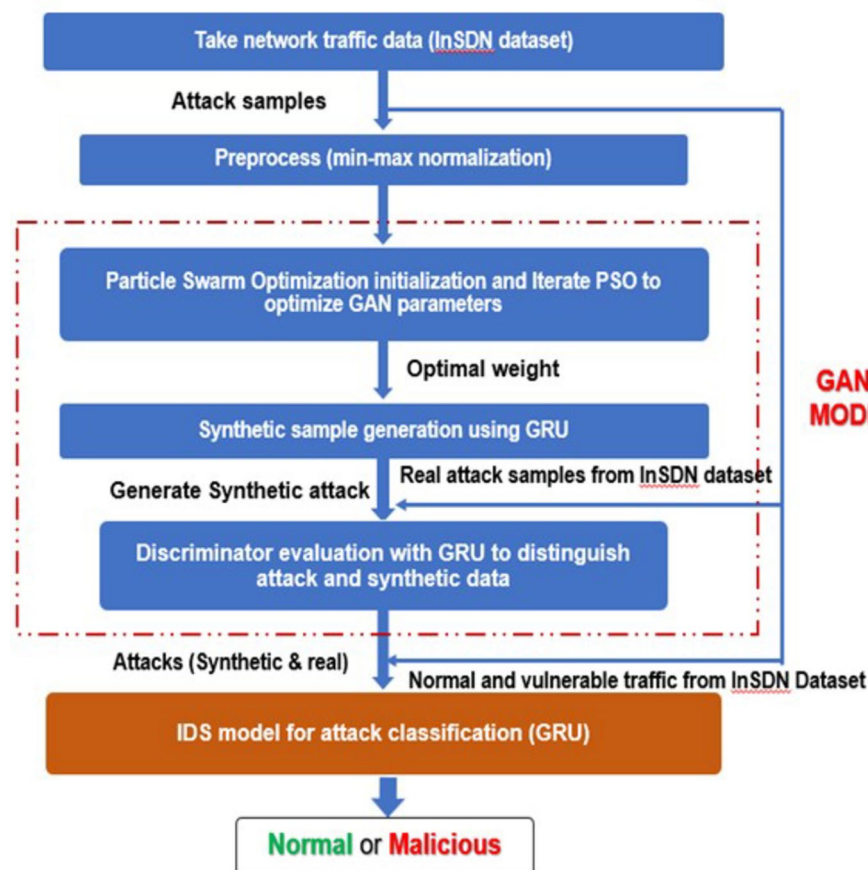 Take network traffic data (InSDN dataset)
Attack samples
Preprocess (min-max normalization)
Particle Swarm Optimization initialization and Iterate PSO to
optimize GAN parameters
Optimal weight
GAN
MOD
Synthetic sample generation using GRU
Real attack samples from InSDN dataset
Generate Synthetic attack
Discriminator evaluation with GRU to distinguish
attack and synthetic data
Attacks (Synthetic & real)
Normal and vulnerable traffic from InSDN Dataset
IDS model for attack classification (GRU)
Normal or Malicious